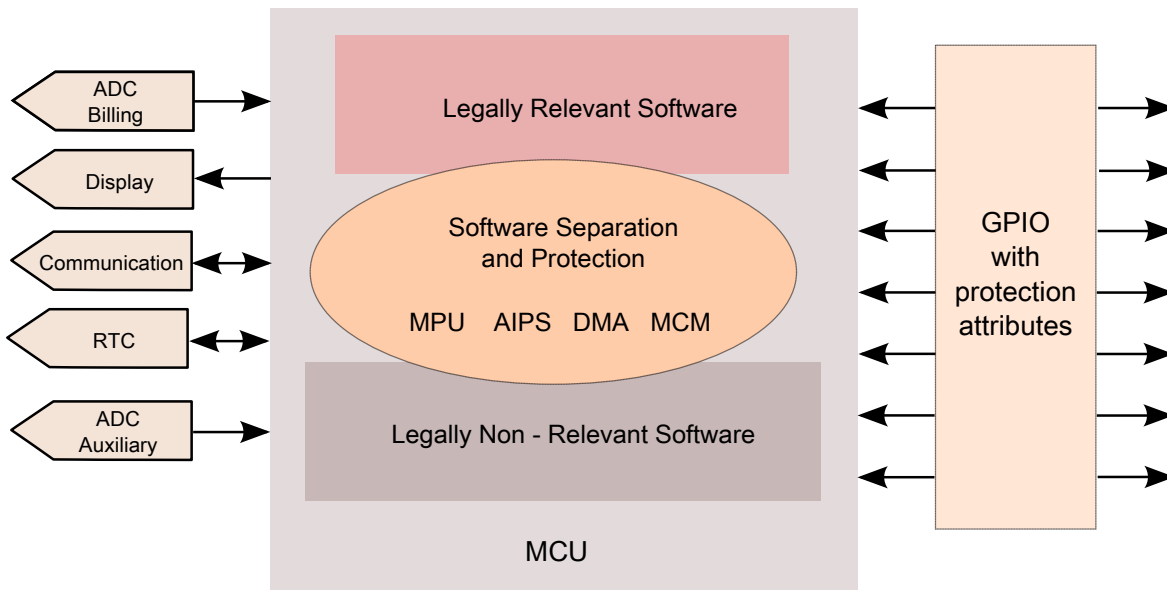 ADC
Billing
Display
Communication
RTC
ADC
Auxiliary
Legally Relevant Software
Software Separation
and Protection
MPU AIPS DMA MCM
Legally Non - Relevant Software
MCU
GPIO
with
protection
attributes